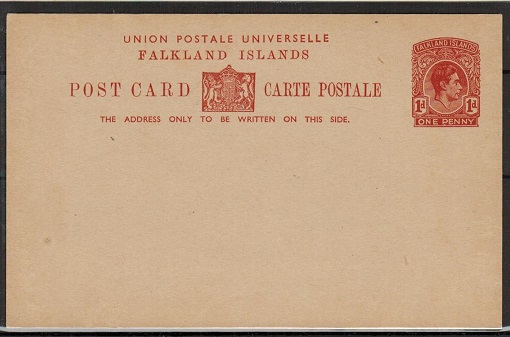 UNION POSTALE UNIVERSELLE
FALKLAND ISLANDS
POST CARD CARTE POSTALE
THE ADDRESS ONLY TO BE WRITTEN ON THIS SIDE.
FALKLAND ISLANDS
1d 1d
ONE PENNY